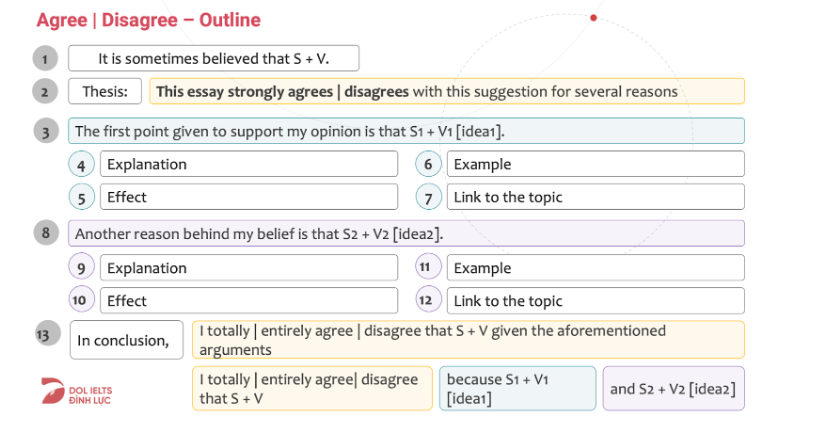 Agree | Disagree – Outline
1 It is sometimes believed that S + V.
2 Thesis: This essay strongly agrees | disagrees with this suggestion for several reasons
3 The first point given to support my opinion is that S1 + V1 [idea1].
4 Explanation 6 Example
5 Effect 7 Link to the topic
8 Another reason behind my belief is that S2 + V2 [idea2].
9 Explanation 11 Example
10 Effect 12 Link to the topic
13 In conclusion,
I totally | entirely agree | disagree that S + V given the aforementioned
arguments
DOL IELTS
ĐÌNH LỰC
I totally | entirely agree| disagree
that S + V
because S1 + V1
[idea1]
and S2 + V2 [idea2]